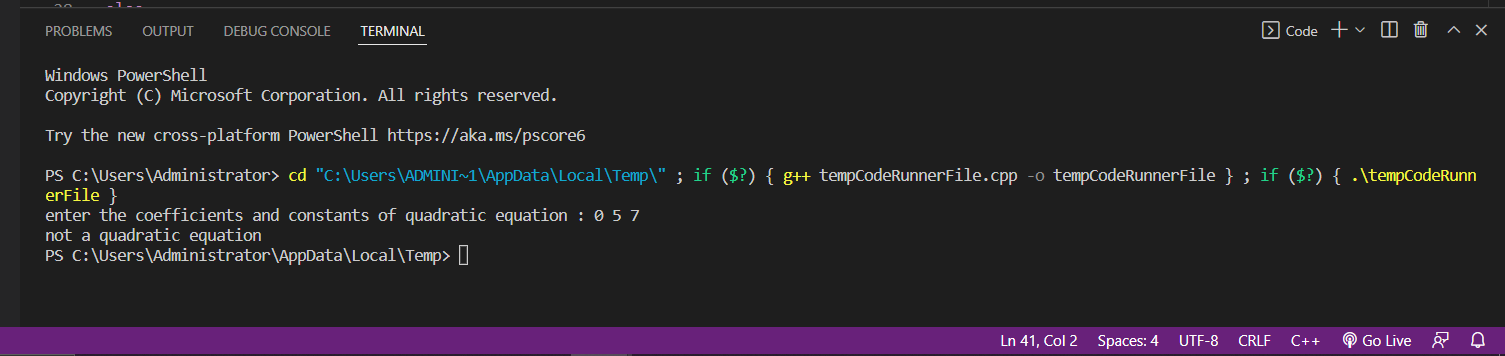 PROBLEMS OUTPUT DEBUG CONSOLE TERMINAL Code
Windows PowerShell
Copyright (C) Microsoft Corporation. All rights reserved.
Try the new cross-platform PowerShell https://aka.ms/pscore6
PS C:\Users\Administrator> cd "C:\Users\ADMINI~1\AppData\Local\Temp\" ; if ($?) { g++ tempCodeRunnerFile.cpp -o tempCodeRunnerFile } ; if ($?) { .\tempCodeRunn
erFile }
enter the coefficients and constants of quadratic equation : 0 5 7
not a quadratic equation
PS C:\Users\Administrator\AppData\Local\Temp>
Ln 41, Col 2 Spaces: 4 UTF-8 CRLF C++ Go Live